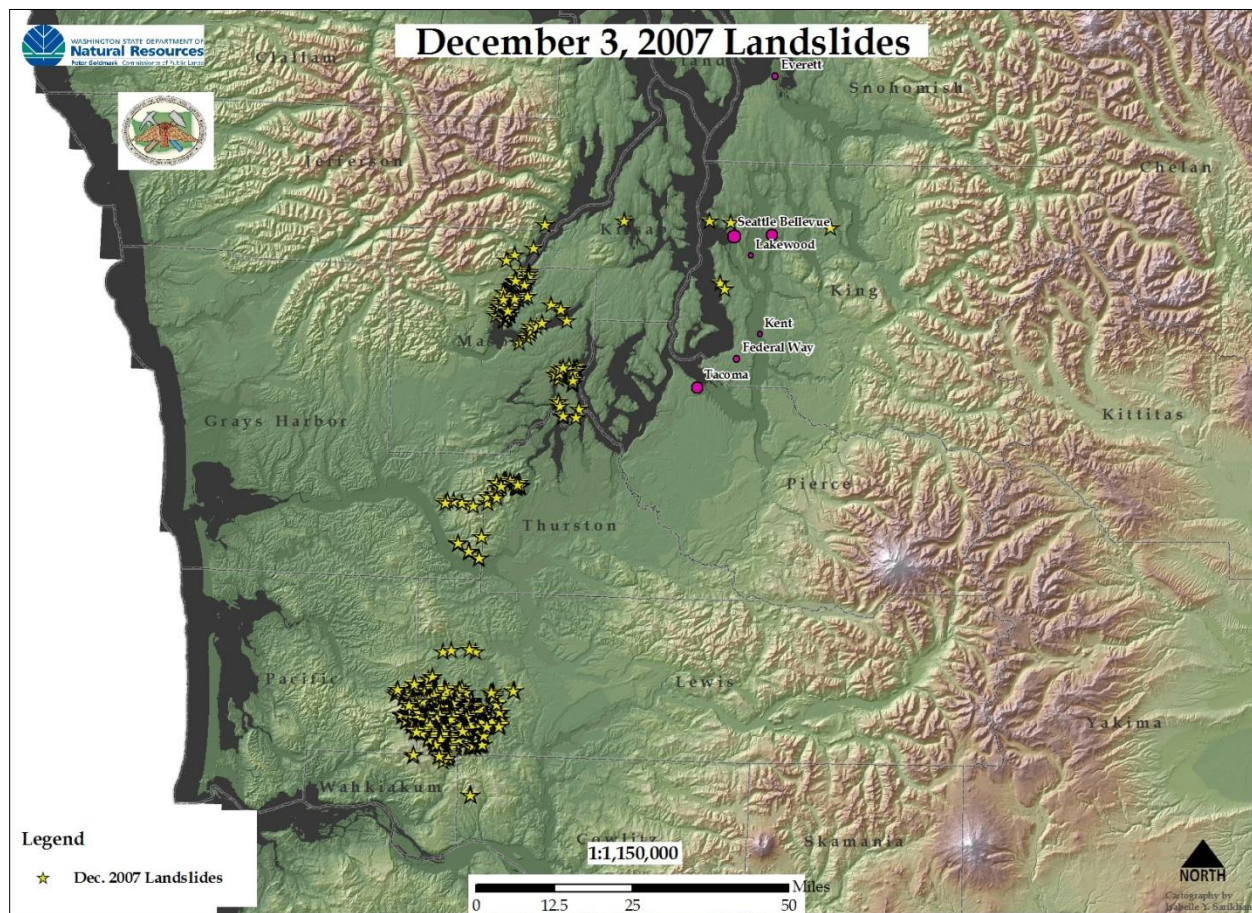 WASHINGTON STATE DEPARTMENT OF
Natural Resources
Peter Goldmark - Commissioner of Public Lands
December 3, 2007 Landslides
Everett
Clallam
Snohomish
Jefferson
Chelan
Kitsap
Seattle Bellevue
Lakewood
King
Kent
Federal Way
Tacoma
Grays Harbor
Kittitas
Pierce
Thurston
Pacific
Lewis
Yakima
Wahkiakum
Cowlitz
Skamania
Legend
Dec. 2007 Landslides
1:1,150,000
Miles
0 12.5 25 50
NORTH
Cartography by
Isabelle Y. Sarikhan